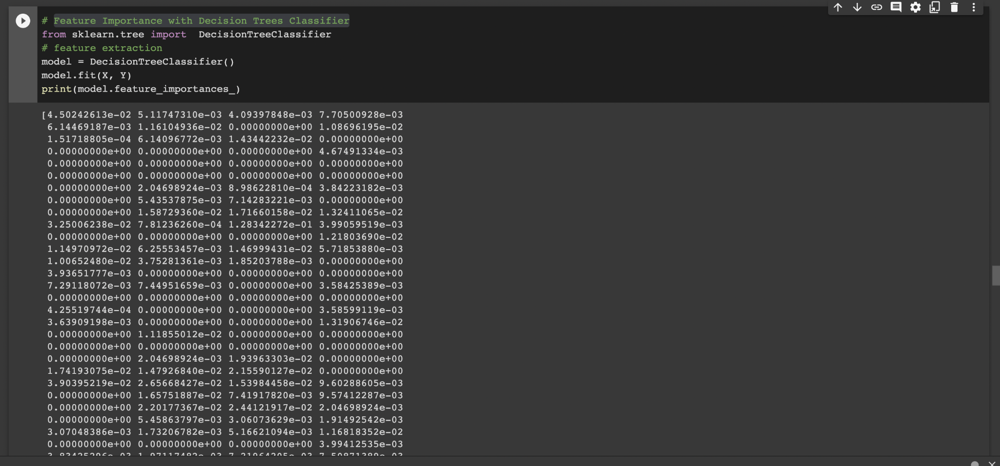 # Feature Importance with Decision Trees Classifier
from sklearn.tree import  DecisionTreeClassifier
# feature extraction
model = DecisionTreeClassifier()
model.fit(X, Y)
print(model.feature_importances_)
[4.50242613e-02 5.11747310e-03 4.09397848e-03 7.70500928e-03
6.14469187e-03 1.16104936e-02 0.00000000e+00 1.08696195e-02
1.51718805e-04 6.14096772e-03 1.43442232e-02 0.00000000e+00
0.00000000e+00 0.00000000e+00 0.00000000e+00 4.67491334e-03
0.00000000e+00 0.00000000e+00 0.00000000e+00 0.00000000e+00
0.00000000e+00 0.00000000e+00 0.00000000e+00 0.00000000e+00
0.00000000e+00 2.04698924e-03 8.98622810e-04 3.84223182e-03
0.00000000e+00 5.43537875e-03 7.14283221e-03 0.00000000e+00
0.00000000e+00 1.58729360e-02 1.71660158e-02 1.32411065e-02
3.25006238e-02 7.81236260e-04 1.28342272e-01 3.99059519e-03
0.00000000e+00 0.00000000e+00 0.00000000e+00 1.21803690e-02
1.14970972e-02 6.25553457e-03 1.46999431e-02 5.71853880e-03
1.00652480e-02 3.75281361e-03 1.85203788e-03 0.00000000e+00
3.93651777e-03 0.00000000e+00 0.00000000e+00 0.00000000e+00
7.29118072e-03 7.44951659e-03 0.00000000e+00 3.58425389e-03
0.00000000e+00 0.00000000e+00 0.00000000e+00 0.00000000e+00
4.25519744e-04 0.00000000e+00 0.00000000e+00 3.58599119e-03
3.63909198e-03 0.00000000e+00 0.00000000e+00 1.31906746e-02
0.00000000e+00 1.11855012e-02 0.00000000e+00 0.00000000e+00
0.00000000e+00 0.00000000e+00 0.00000000e+00 0.00000000e+00
0.00000000e+00 2.04698924e-03 1.93963303e-02 0.00000000e+00
1.74193075e-02 1.47926840e-02 2.15590127e-02 0.00000000e+00
3.90395219e-02 2.65668427e-02 1.53984458e-02 9.60288605e-03
0.00000000e+00 1.65751887e-02 7.41917820e-03 9.57412287e-03
0.00000000e+00 2.20177367e-02 2.44121917e-02 2.04698924e-03
0.00000000e+00 5.45863797e-03 3.06073629e-03 1.91492542e-03
3.07048386e-03 1.73206782e-03 5.16621094e-03 1.16818352e-02
0.00000000e+00 0.00000000e+00 0.00000000e+00 3.99412535e-03